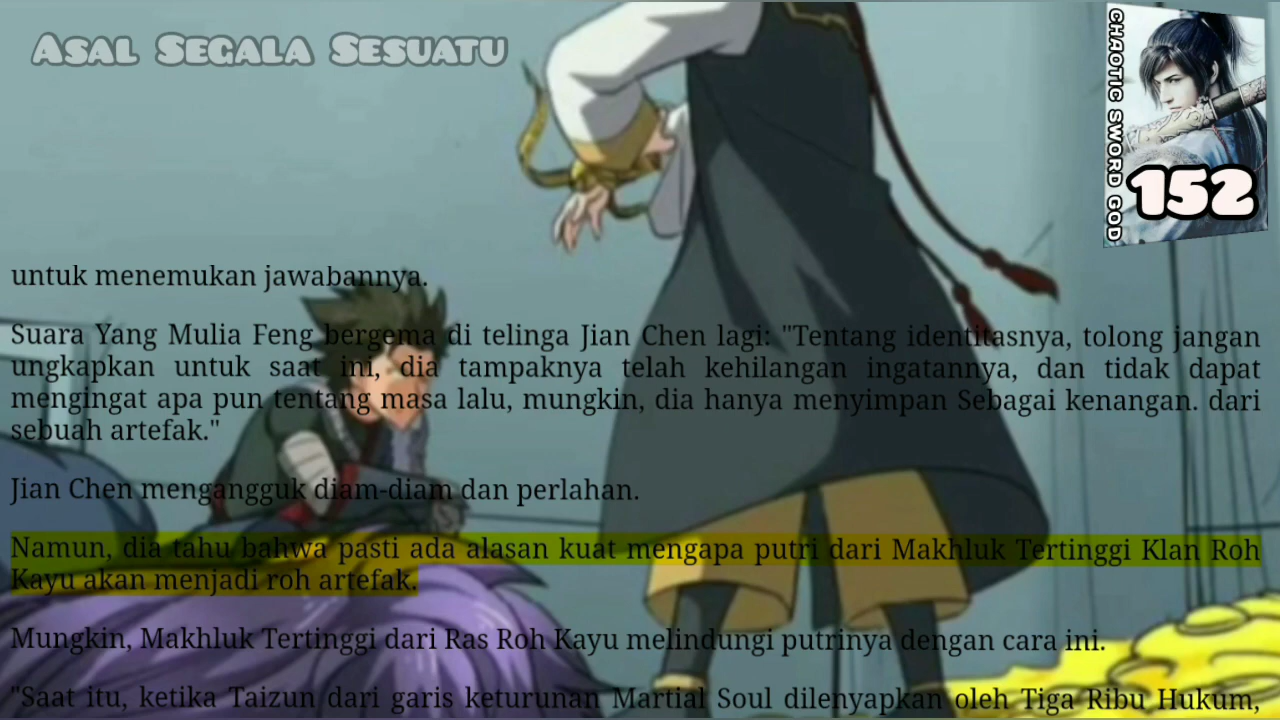 Asal Segala Sesuatu
CHAOTIC SWORD GOD
152
untuk menemukan jawabannya.
Suara Yang Mulia Feng bergema di telinga Jian Chen lagi: "Tentang identitasnya, tolong jangan
ungkapkan untuk saat ini, dia tampaknya telah kehilangan ingatannya, dan tidak dapat
mengingat apa pun tentang masa lalu, mungkin, dia hanya menyimpan Sebagai kenangan. dari
sebuah artefak."
Jian Chen mengangguk diam-diam dan perlahan.
Namun, dia tahu bahwa pasti ada alasan kuat mengapa putri dari Makhluk Tertinggi Klan Roh
Kayu akan menjadi roh artefak.
Mungkin, Makhluk Tertinggi dari Ras Roh Kayu melindungi putrinya dengan cara ini.
"Saat itu, ketika Taizun dari garis keturunan Martial Soul dilenyapkan oleh Tiga Ribu Hukum,